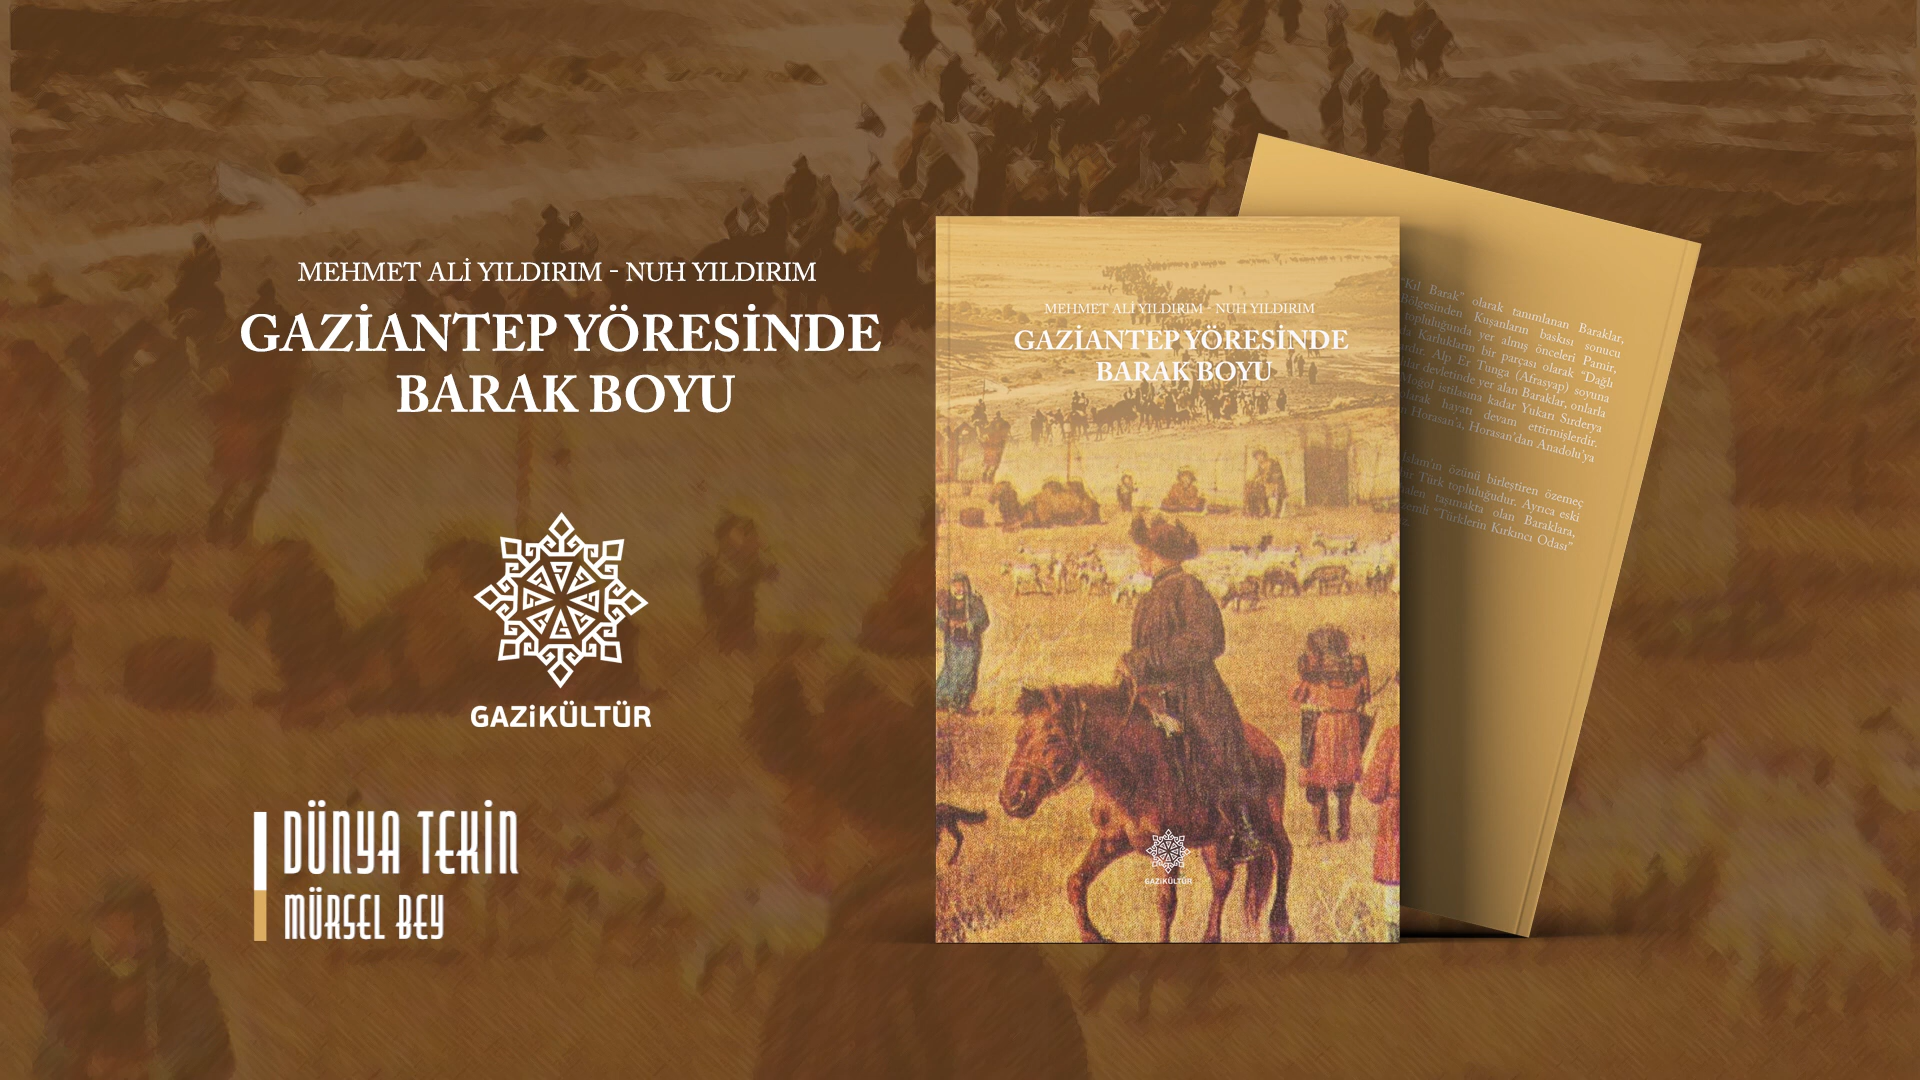 MEHMET ALİ YILDIRIM - NUH YILDIRIM
GAZİANTEP YÖRESİNDE
BARAK BOYU
GAZiKÜLTÜR
DÜNYA TEKİN
MÜRSEL BEY
MEHMET ALİ YILDIRIM - NUH YILDIRIM
GAZİANTEP YÖRESİNDE
BARAK BOYU
GAZİKÜLTÜR
"Kıl Barak" olarak tanımlanan Baraklar,
Bölgesinden Kuşanların baskısı sonucu
topluluğunda yer almış önceleri Pamir,
Karlukların bir parçası olarak "Dağlı
Alp Er Tunga (Afrasyap) soyuna
devletinde yer alan Baraklar, onlarla
Moğol istilasına kadar Yukarı Sırderya
olarak hayatı devam ettirmişlerdir.
Horasan'a, Horasan'dan Anadolu'ya
İslam'ın özünü birleştiren özemeç
Türk topluluğudur. Ayrıca eski
taşımakta olan Baraklara,
"Türklerin Kırkıncı Odası"